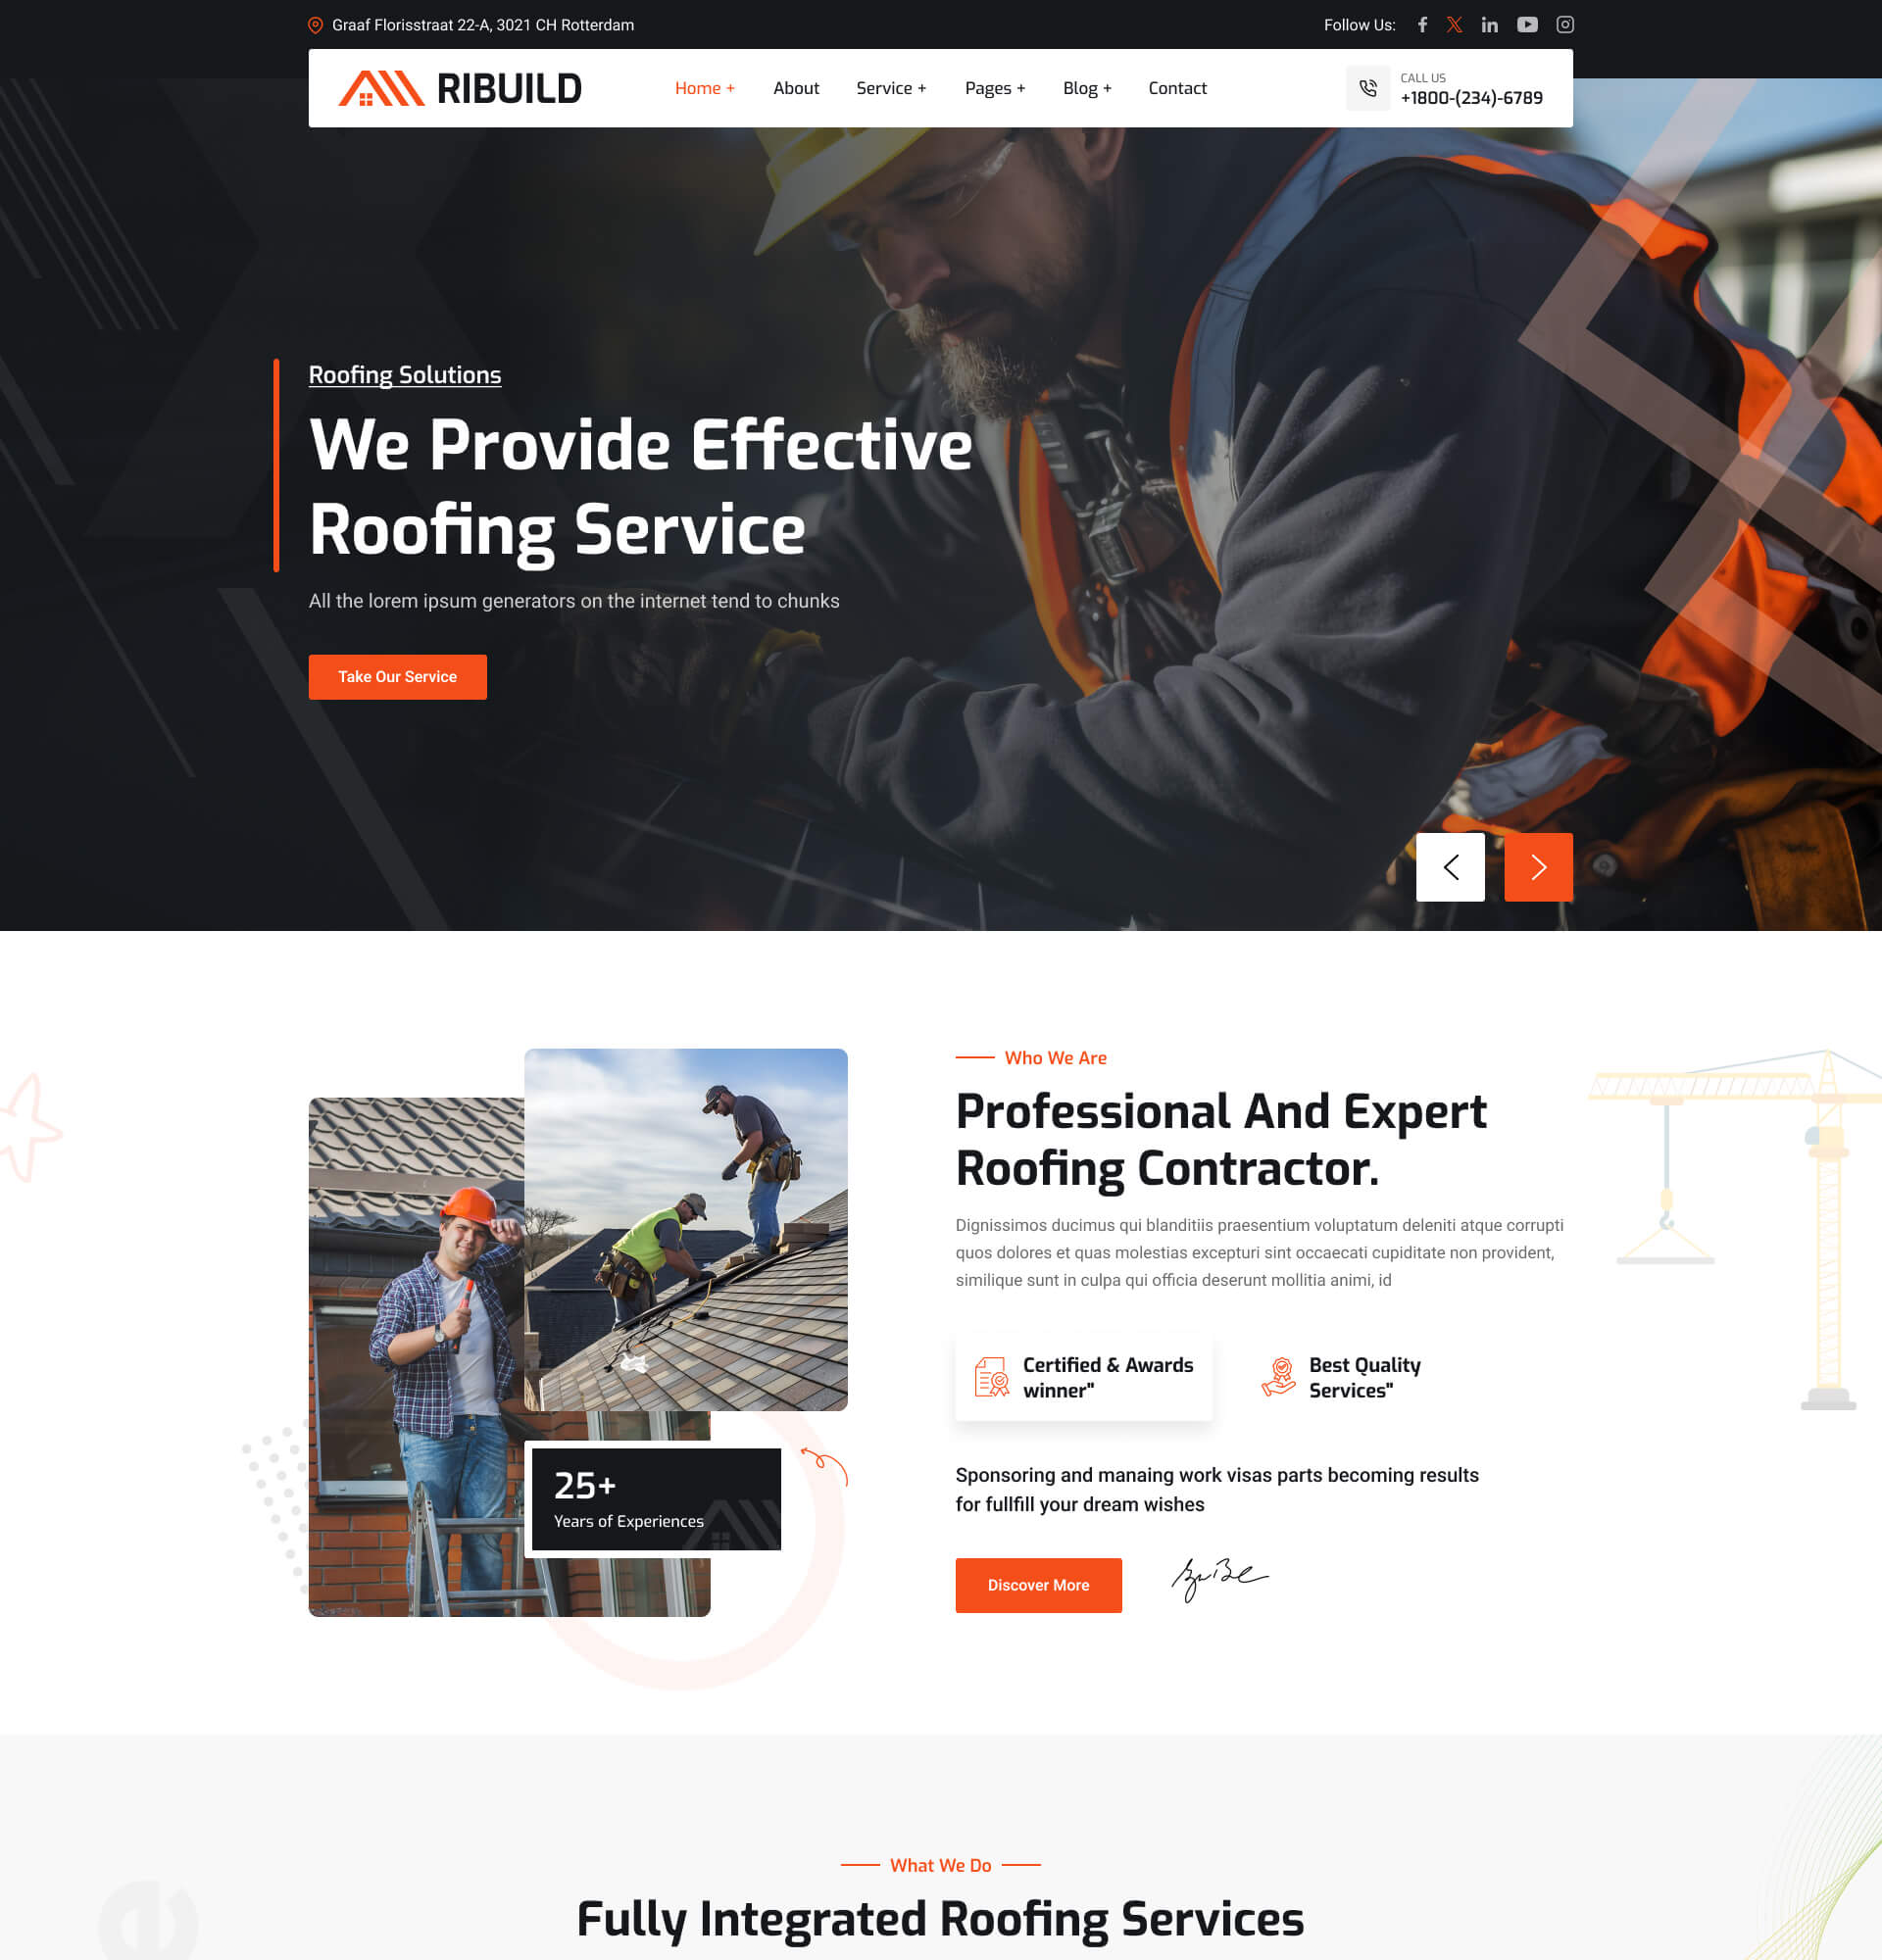 Graaf Florisstraat 22-A, 3021 CH Rotterdam
Follow Us:
RIBUILD
Home +
About
Service +
Pages +
Blog +
Contact
CALL US
+1800-(234)-6789
Roofing Solutions
We Provide Effective
Roofing Service
All the lorem ipsum generators on the internet tend to chunks
Take Our Service
Who We Are
Professional And Expert
Roofing Contractor.
Dignissimos ducimus qui blanditiis praesentium voluptatum deleniti atque corrupti
quos dolores et quas molestias excepturi sint occaecati cupiditate non provident,
similique sunt in culpa qui officia deserunt mollitia animi, id
Certified & Awards
winner"
Best Quality
Services"
25+
Years of Experiences
Sponsoring and manaing work visas parts becoming results
for fullfill your dream wishes
Discover More
What We Do
Fully Integrated Roofing Services